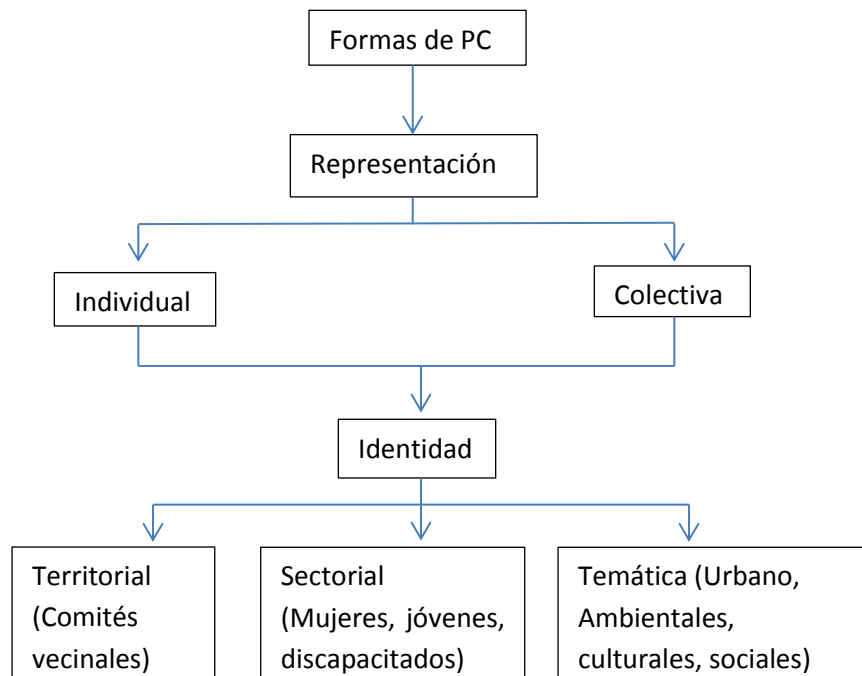 Formas de PC
Representación
Individual
Colectiva
Identidad
Territorial
(Comités
vecinales)
Sectorial
(Mujeres, jóvenes,
discapacitados)
Temática (Urbano,
Ambientales,
culturales, sociales)